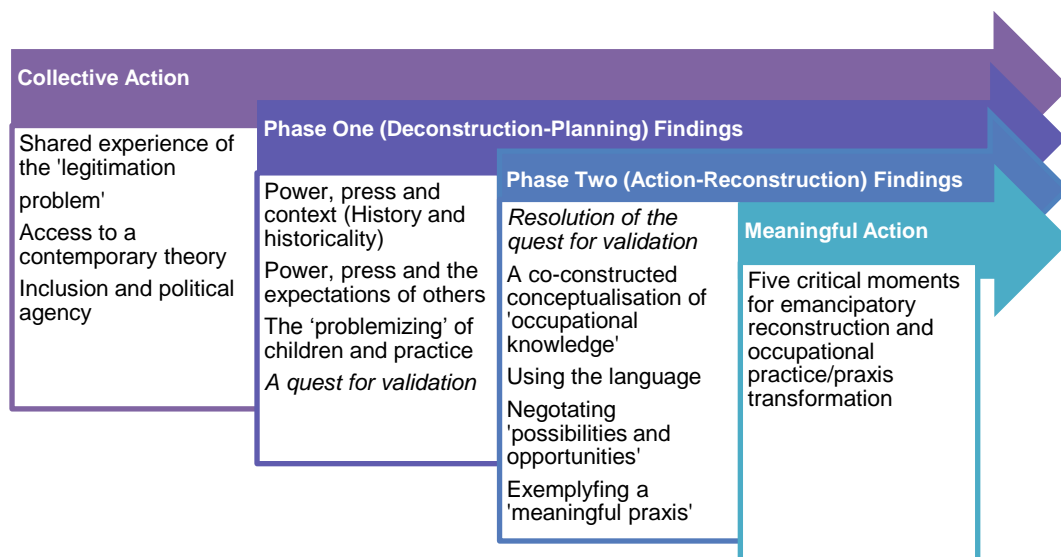 Collective Action
Shared experience of
the 'legitimation
problem'
Access to a
contemporary theory
Inclusion and political
agency
Phase One (Deconstruction-Planning) Findings
Power, press and
context (History and
historicality)
Power, press and the
expectations of others
The ‘problemizing’ of
children and practice
A quest for validation
Phase Two (Action-Reconstruction) Findings
Resolution of the
quest for validation
A co-constructed
conceptualisation of
'occupational
knowledge'
Using the language
Negotating
'possibilities and
opportunities'
Exemplyfing a
'meaningful praxis'
Meaningful Action
Five critical moments
for emancipatory
reconstruction and
occupational
practice/praxis
transformation